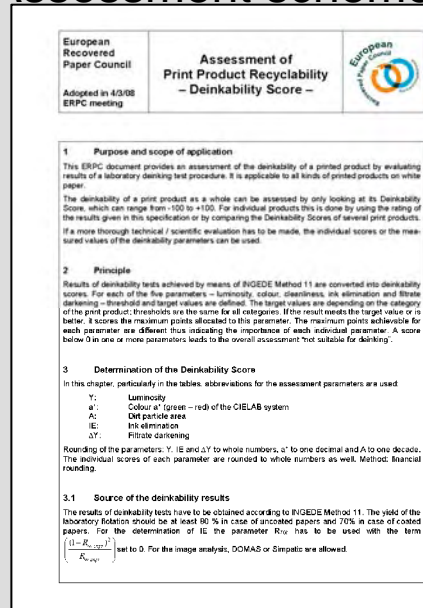 European
Recovered
Paper Council
Adopted in 4/3/08
ERPC meeting
Assessment of
Print Product Recyclability
– Deinkability Score –
European
Recovered Paper Council
1 Purpose and scope of application
This ERPC document provides an assessment of the deinkability of a printed product by evaluating
results of a laboratory deinking test procedure. It is applicable to all kinds of printed products on white
paper.
The deinkability of a print product as a whole can be assessed by only looking at its Deinkability
Score, which can range from -100 to +100. For individual products this is done by using the rating of
the results given in this specification or by comparing the Deinkability Scores of several print products.
If a more thorough technical / scientific evaluation has to be made, the individual scores or the mea-
sured values of the deinkability parameters can be used.
2 Principle
Results of deinkability tests achieved by means of INGEDE Method 11 are converted into deinkability
scores. For each of the five parameters – luminosity, colour, cleanliness, ink elimination and filtrate
darkening – threshold and target values are defined. The target values are depending on the category
of the print product; thresholds are the same for all categories. If the result meets the target value or is
better, it scores the maximum points allocated to this parameter. The maximum points achievable for
each parameter are different thus indicating the importance of each individual parameter. A score
below 0 in one or more parameters leads to the overall assessment "not suitable for deinking".
3 Determination of the Deinkability Score
In this chapter, particularly in the tables, abbreviations for the assessment parameters are used:
Y: Luminosity
a*: Colour a* (green – red) of the CIELAB system
A: Dirt particle area
IE: Ink elimination
ΔY: Filtrate darkening
Rounding of the parameters: Y, IE and ΔY to whole numbers, a* to one decimal and A to one decade.
The individual scores of each parameter are rounded to whole numbers as well. Method: financial
rounding.
3.1 Source of the deinkability results
The results of deinkability tests have to be obtained according to INGEDE Method 11. The yield of the
laboratory flotation should be at least 90 % in case of uncoated papers and 70% in case of coated
papers. For the determination of IE the parameter has to be used with the term
set to 0. For the image analysis, DOMAS or Simpatic are allowed.